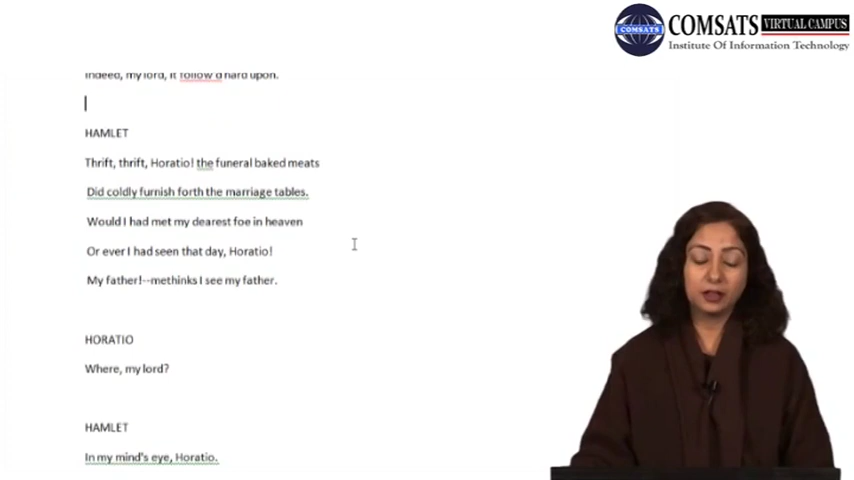 COMSATS VIRTUAL CAMPUS
COMSATS
Institute Of Information Technology
Indeed, my lord, it follow'd hard upon.
HAMLET
Thrift, thrift, Horatio! the funeral baked meats
Did coldly furnish forth the marriage tables.
Would I had met my dearest foe in heaven
Or ever I had seen that day, Horatio!
My father!--methinks I see my father.
HORATIO
Where, my lord?
HAMLET
In my mind's eye, Horatio.